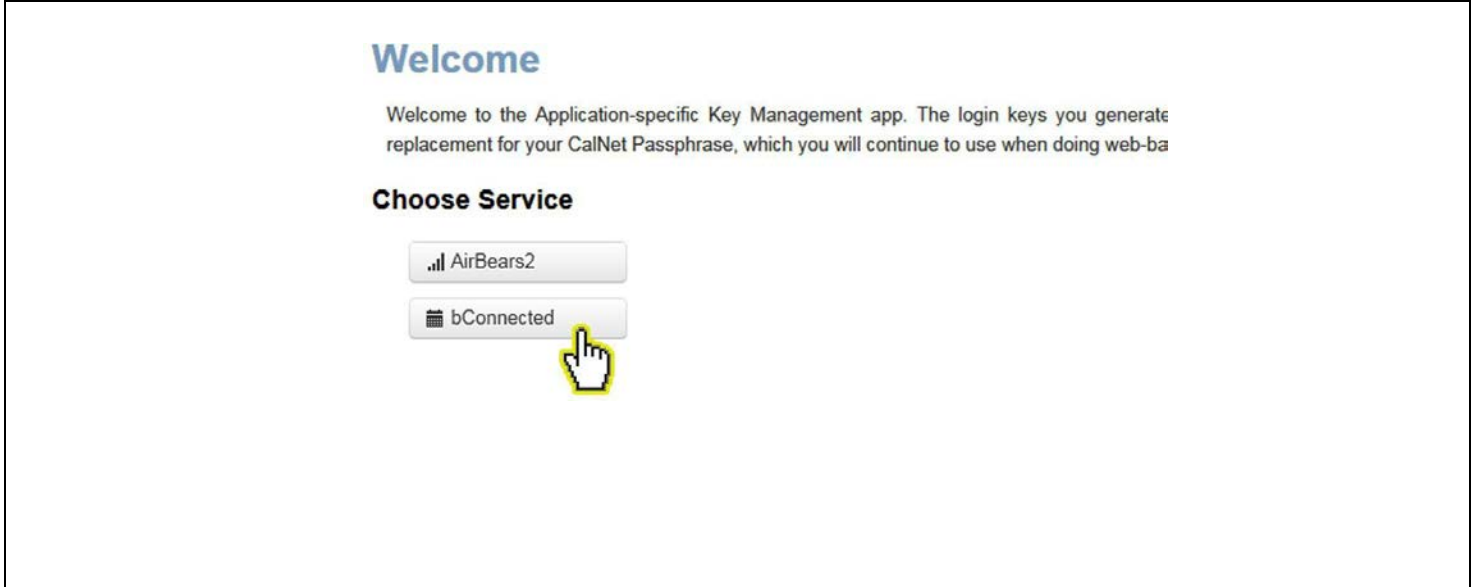 Welcome
Welcome to the Application-specific Key Management app. The login keys you generate
replacement for your CalNet Passphrase, which you will continue to use when doing web-ba
Choose Service
AirBears2
bConnected